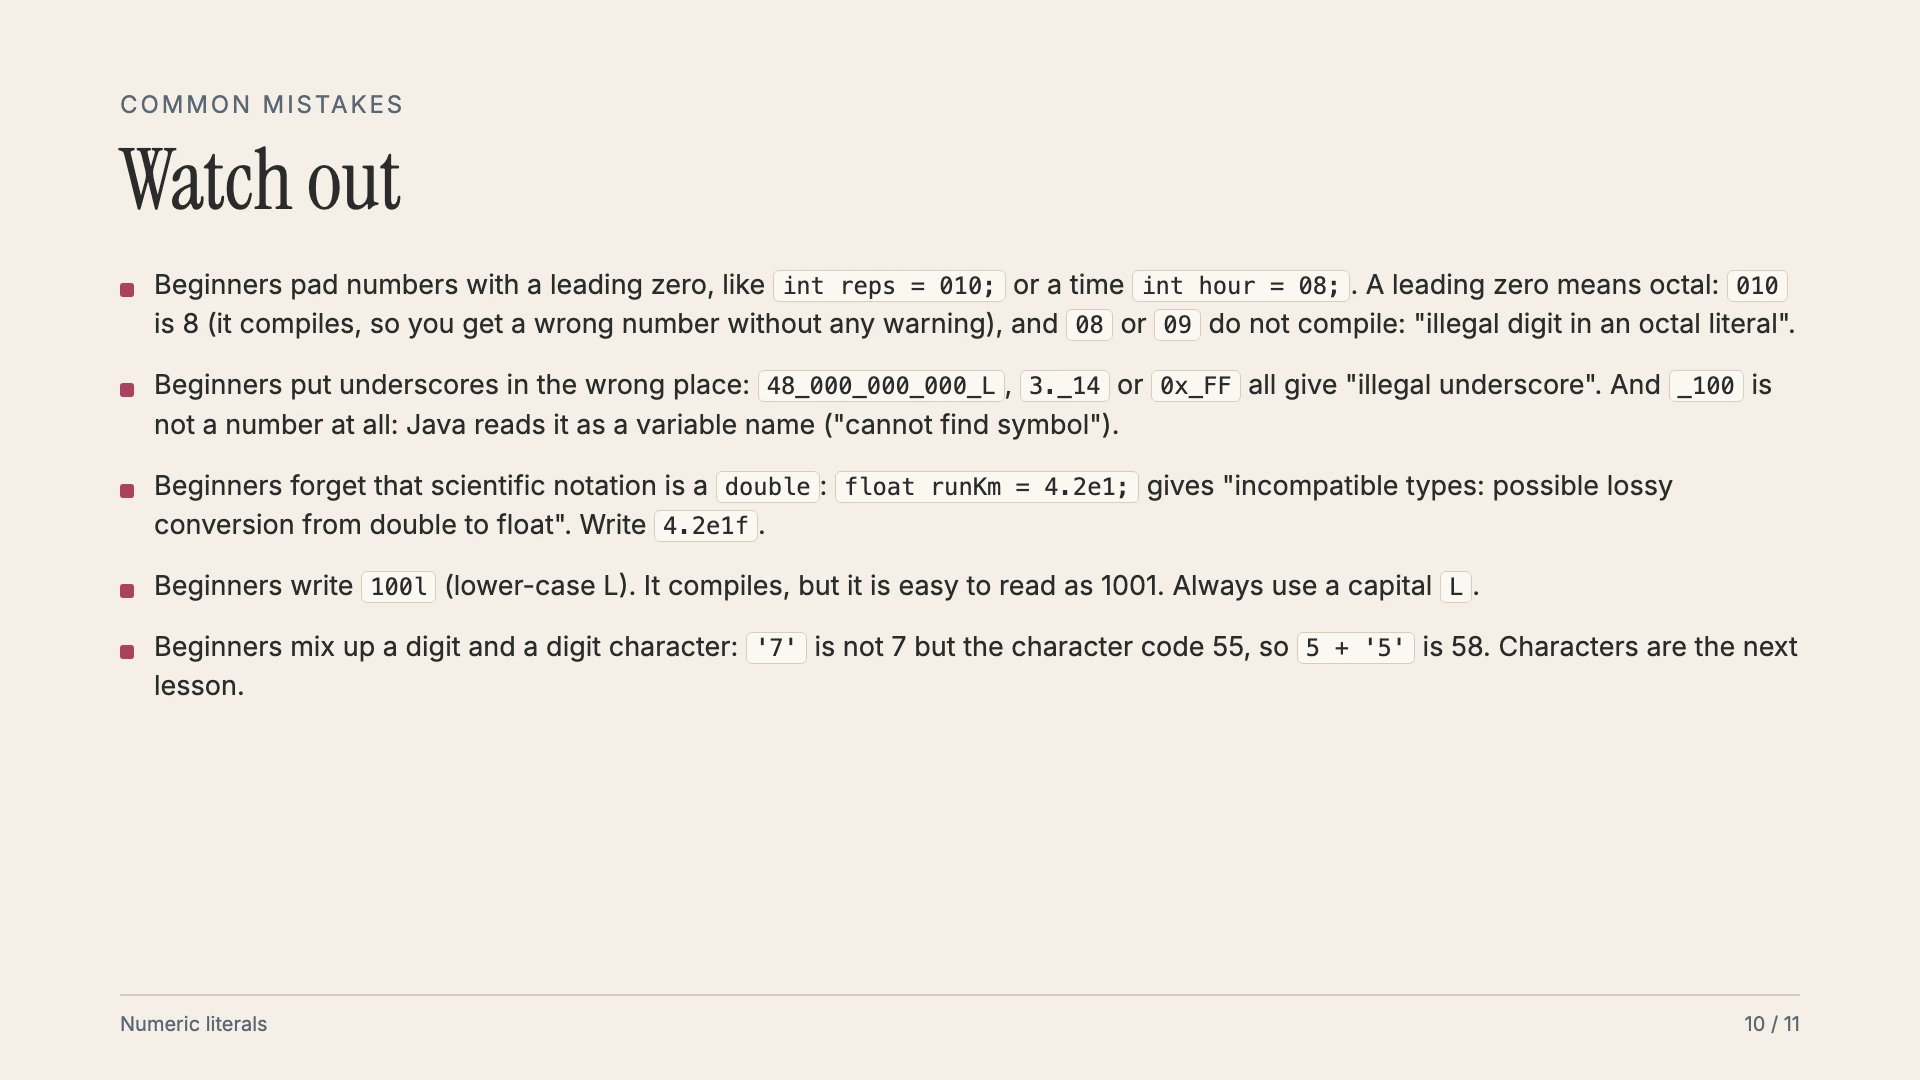 COMMON MISTAKES
Watch out
Beginners pad numbers with a leading zero, like int reps = 010; or a time int hour = 08;. A leading zero means octal: 010
is 8 (it compiles, so you get a wrong number without any warning), and 08 or 09 do not compile: "illegal digit in an octal literal".
Beginners put underscores in the wrong place: 48_000_000_000_L, 3._14 or 0x_FF all give "illegal underscore". And _100 is
not a number at all: Java reads it as a variable name ("cannot find symbol").
Beginners forget that scientific notation is a double: float runKm = 4.2e1; gives "incompatible types: possible lossy
conversion from double to float". Write 4.2e1f.
Beginners write 100l (lower-case L). It compiles, but it is easy to read as 1001. Always use a capital L.
Beginners mix up a digit and a digit character: '7' is not 7 but the character code 55, so 5 + '5' is 58. Characters are the next
lesson.
Numeric literals
10 / 11